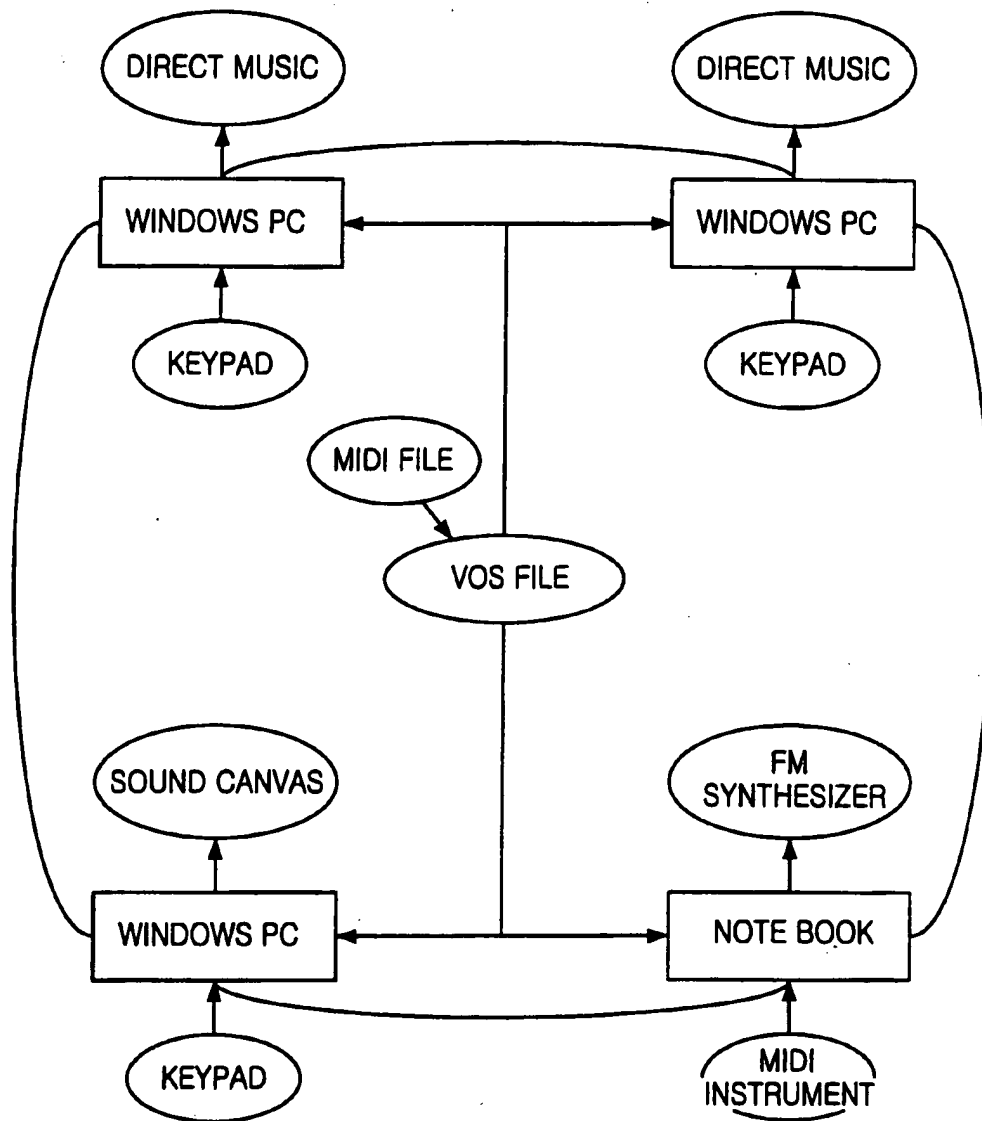 DIRECT MUSIC
DIRECT MUSIC
WINDOWS PC
WINDOWS PC
KEYPAD
KEYPAD
MIDI FILE
VOS FILE
SOUND CANVAS
FM
SYNTHESIZER
WINDOWS PC
NOTE BOOK
KEYPAD
MIDI
INSTRUMENT